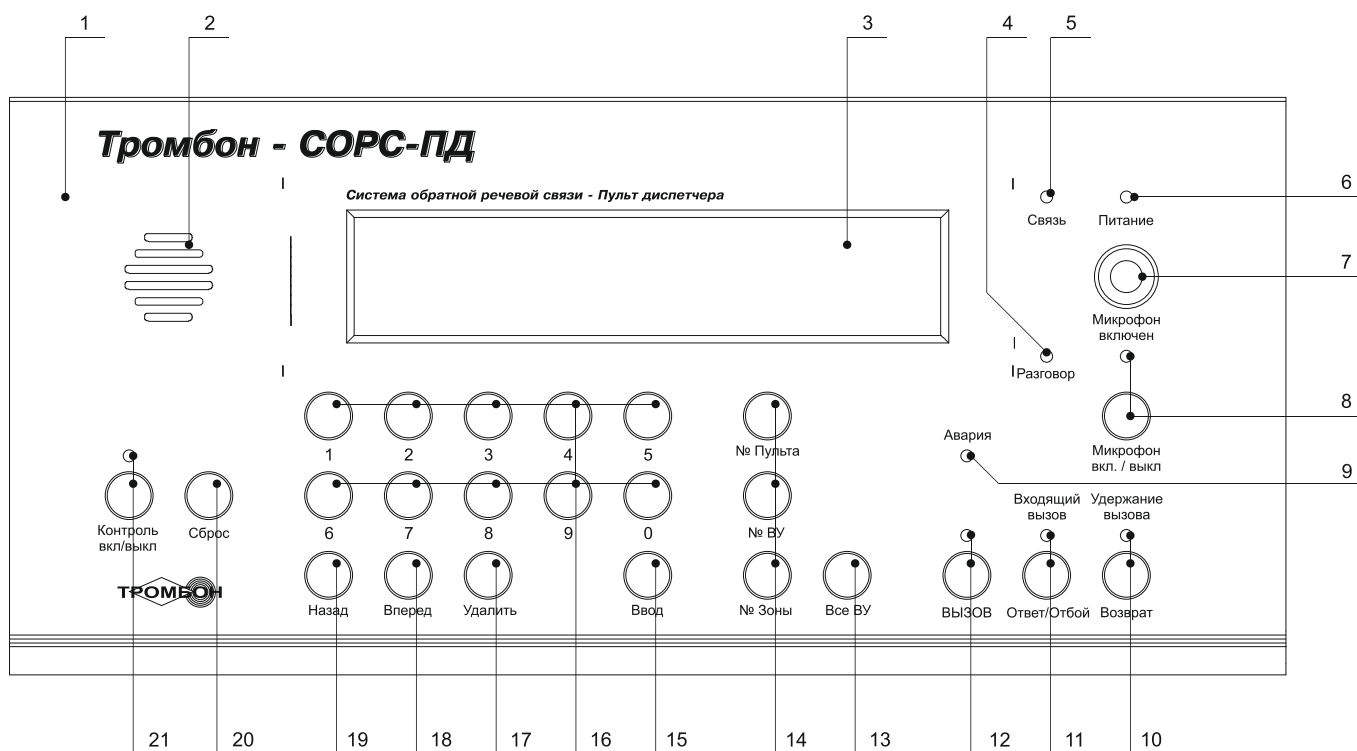 1 2 3 4 5
Тромбон - СОРС-ПД
Система обратной речевой связи - Пульт диспетчера
6
Связь Питание
7
Микрофон
включен
Разговор
8
1 2 3 4 5 № Пульта
Авария
Микрофон
вкл. / выкл
9
Входящий
вызов
Удержание
вызова
Контроль
вкл/выкл
Сброс
6 7 8 9 0 № ВУ
ТРОМБОН
Назад Вперед Удалить Ввод № Зоны Все ВУ ВЫЗОВ Ответ/Отбой Возврат
21 20 19 18 17 16 15 14 13 12 11 10